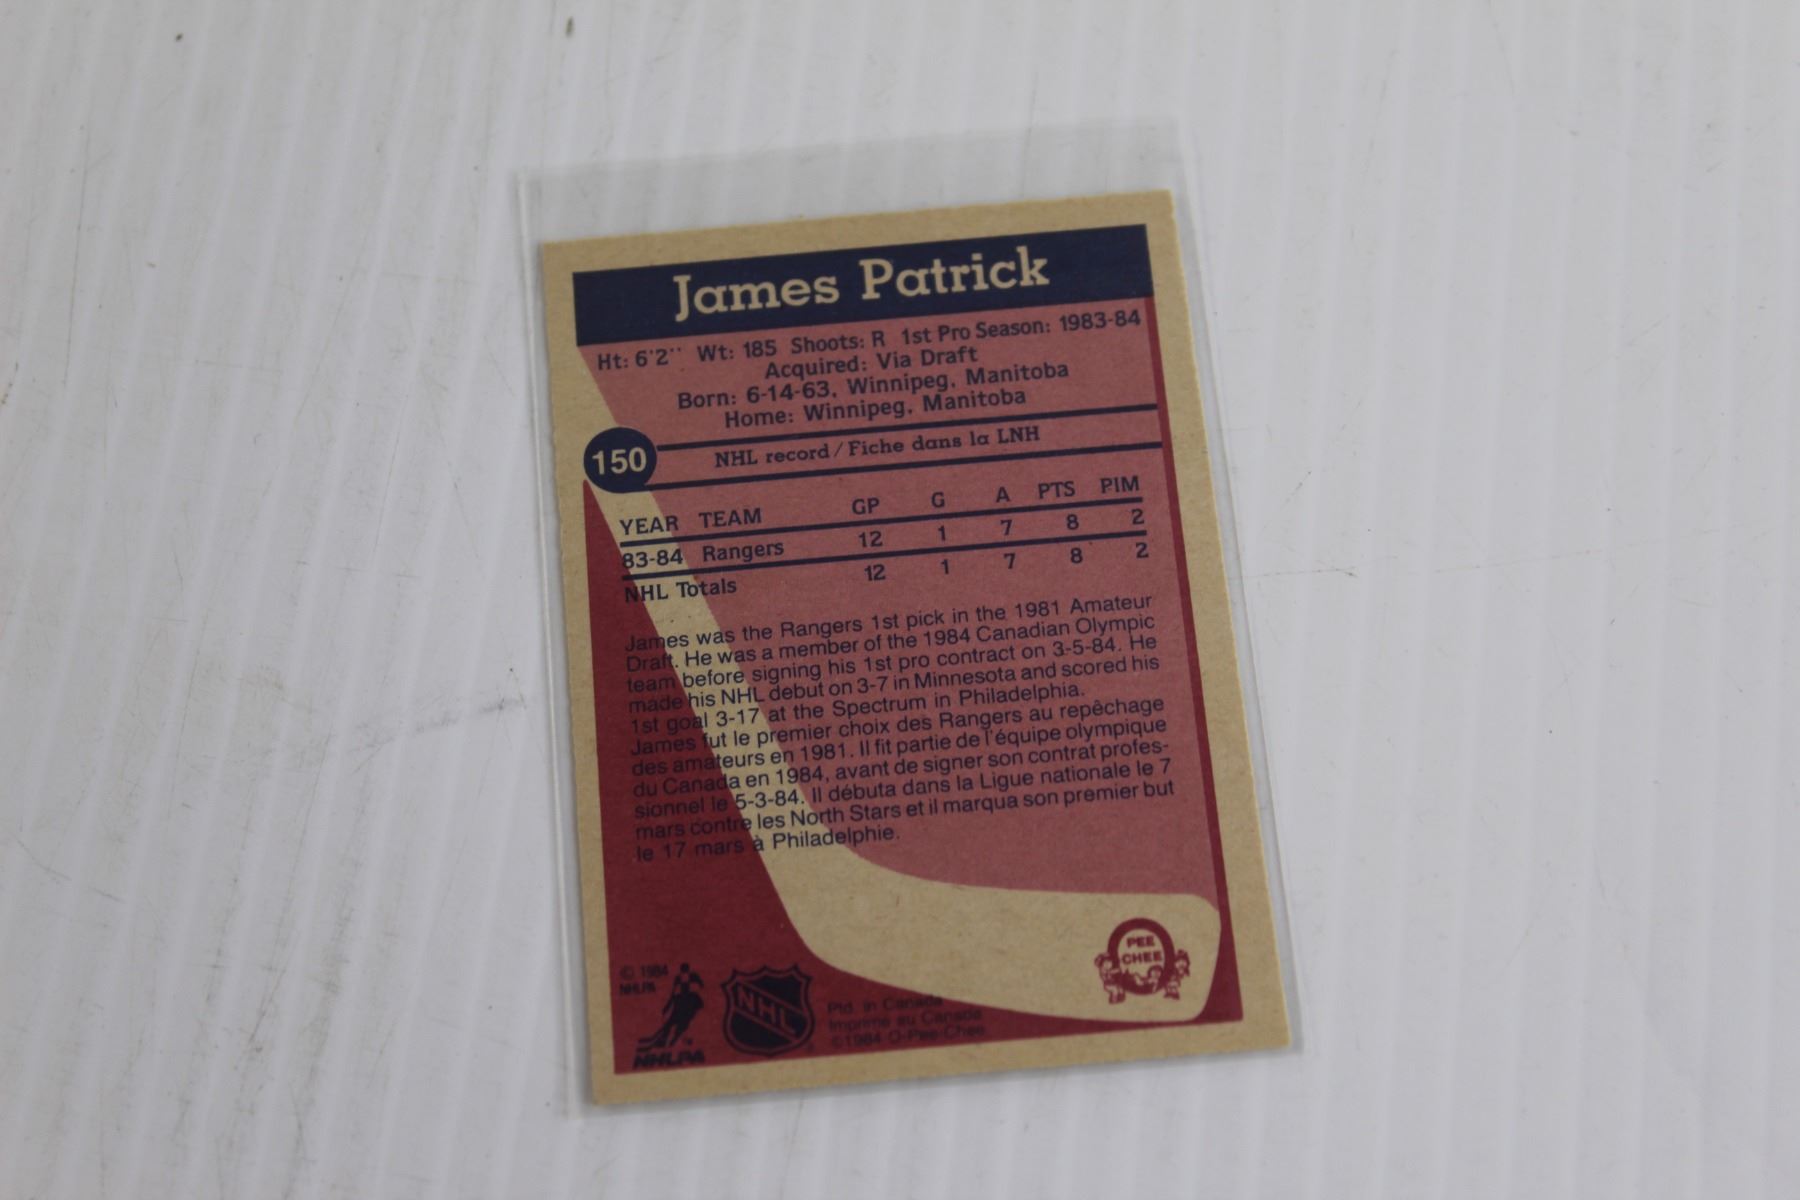 James Patrick
Ht: 6'2'' Wt: 185 Shoots: R 1st Pro Season: 1983-84
Acquired: Via Draft
Born: 6-14-63, Winnipeg, Manitoba
Home: Winnipeg, Manitoba
150
NHL record / Fiche dans la LNH
YEAR TEAM GP G A PTS PIM
83-84 Rangers 12 1 7 8 2
NHL Totals 12 1 7 8 2
James was the Rangers 1st pick in the 1981 Amateur
Draft. He was a member of the 1984 Canadian Olympic
team before signing his 1st pro contract on 3-5-84. He
made his NHL debut on 3-7 in Minnesota and scored his
1st goal 3-17 at the Spectrum in Philadelphia.
James fut le premier choix des Rangers au repêchage
des amateurs en 1981. Il fit partie de l'équipe olympique
du Canada en 1984, avant de signer son contrat profes-
sionnel le 5-3-84. Il débuta dans la Ligue nationale le 7
mars contre les North Stars et il marqua son premier but
le 17 mars à Philadelphie.
PEE
CHEE
© 1984
NHLPA
NHLPA
NHL
Ptd. in Canada
Imprimé au Canada
©1984 O-Pee-Chee